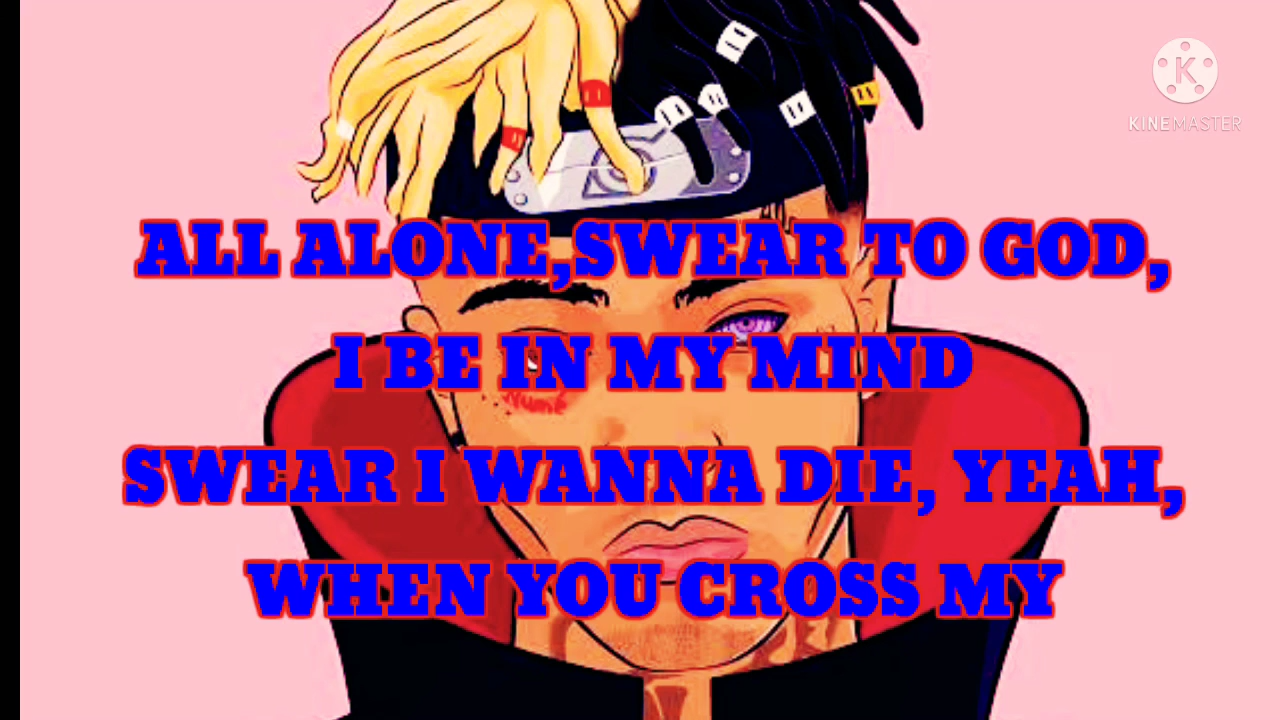 K
KINEMASTER
ALL ALONE,SWEAR TO GOD,
I BE IN MY MIND
SWEAR I WANNA DIE, YEAH,
WHEN YOU CROSS MY